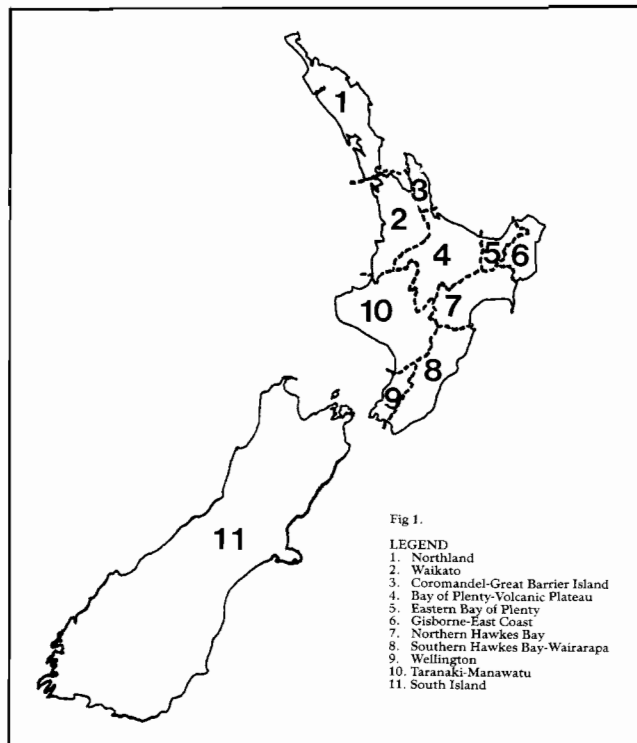 1
2
3
4
5
6
7
8
9
10
11
Fig 1.
LEGEND
1. Northland
2. Waikato
3. Coromandel-Great Barrier Island
4. Bay of Plenty-Volcanic Plateau
5. Eastern Bay of Plenty
6. Gisborne-East Coast
7. Northern Hawkes Bay
8. Southern Hawkes Bay-Wairarapa
9. Wellington
10. Taranaki-Manawatu
11. South Island